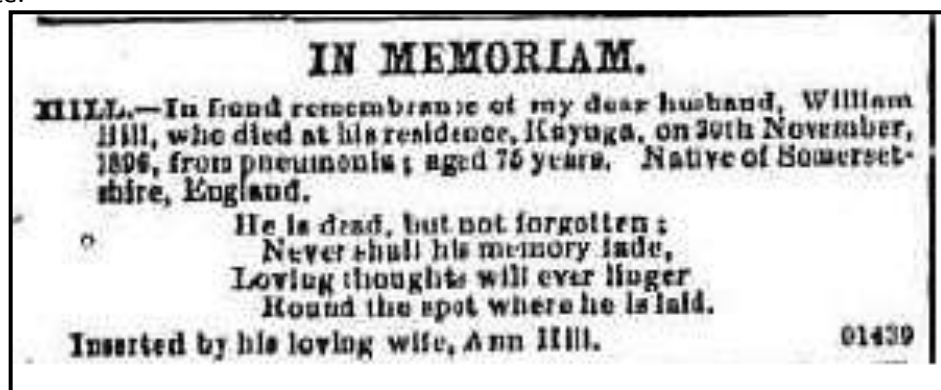 IN MEMORIAM.
HILL.—In fond remembrance of my dear husband, William
Hill, who died at his residence, Kayuga, on 30th November,
1896, from pneumonia; aged 75 years. Native of Somerset-
shire, England.
He is dead, but not forgotten;
Never shall his memory fade,
Loving thoughts will ever linger
Round the spot where he is laid.
Inserted by his loving wife, Ann Hill. 01439